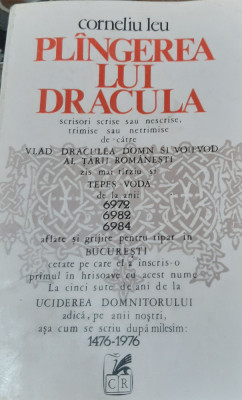 corneliu leu
PLÎNGEREA
LUI
DRACULA
scrisori scrise sau nescrise,
trimise sau netrimise
de către
VLAD DRACULEA DOMN ȘI VOIVOD
AL ȚĂRII ROMÂNEȘTI
zis mai tîrziu și
ȚEPEȘ VODĂ
de la anii
6972
6982
6984
aflate și grijite pentru tipar în
BUCUREȘTI
cetate pe care el a înscris-o
primul în hrisoave cu acest nume
La cinci sute de ani de la
UCIDEREA DOMNITORULUI
adică, pe anii noștri,
așa cum se scriu după milesim:
1476-1976
CR